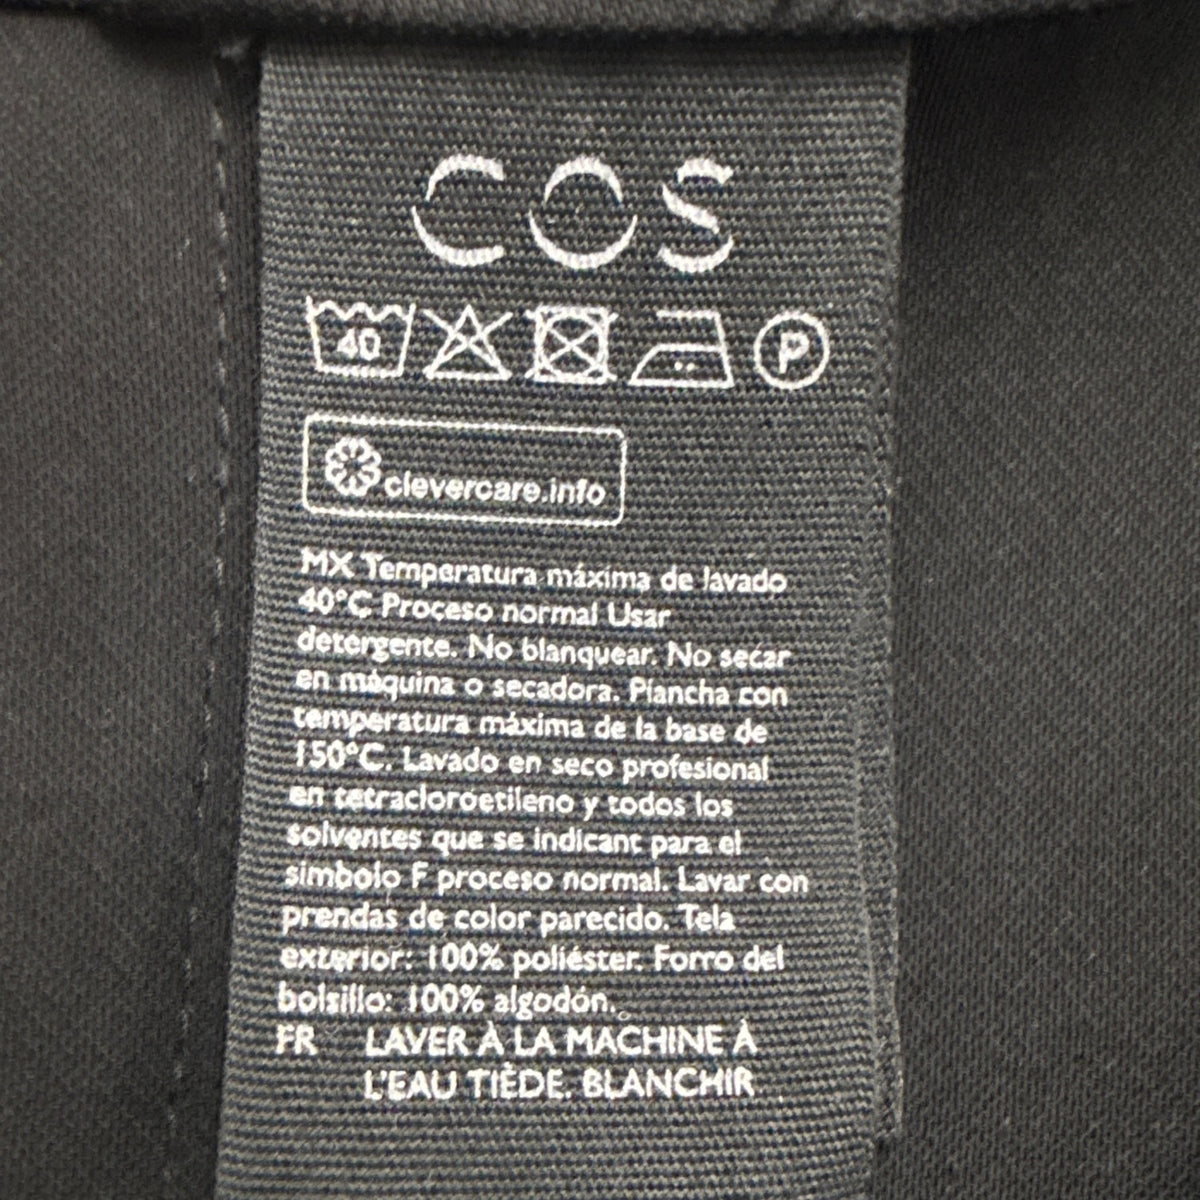 COS
40 P
clevercare.info
MX Temperatura máxima de lavado
40°C Proceso normal Usar
detergente. No blanquear. No secar
en máquina o secadora. Plancha con
temperatura máxima de la base de
150°C. Lavado en seco profesional
en tetracloroetileno y todos los
solventes que se indicant para el
simbolo F proceso normal. Lavar con
prendas de color parecido. Tela
exterior: 100% poliéster. Forro del
bolsillo: 100% algodón.
FR LAVER À LA MACHINE À
L'EAU TIÈDE. BLANCHIR